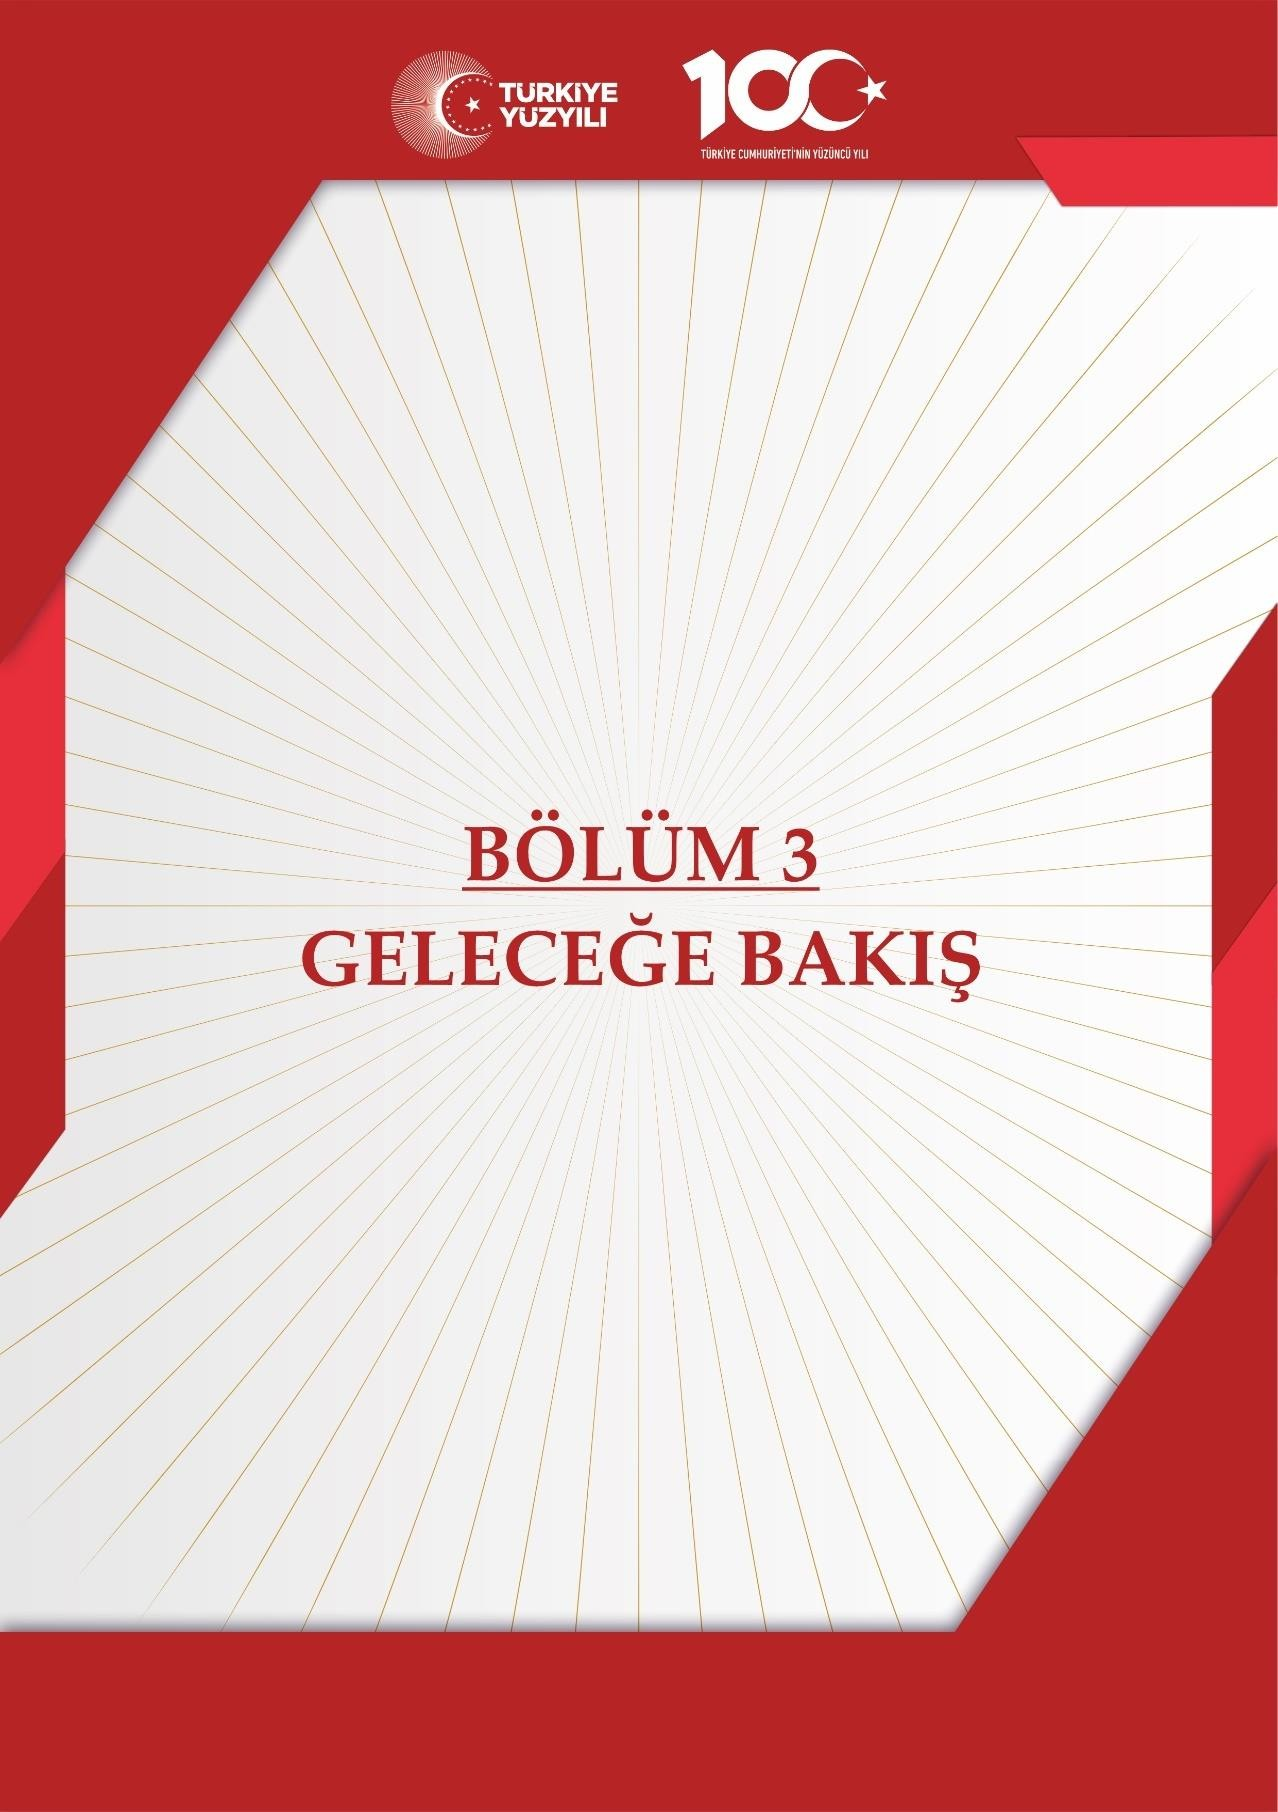 TÜRKİYE
YÜZYILI
100
TÜRKİYE CUMHURİYETİ'NİN YÜZÜNCÜ YILI
BÖLÜM 3
GELECEĞE BAKIŞ